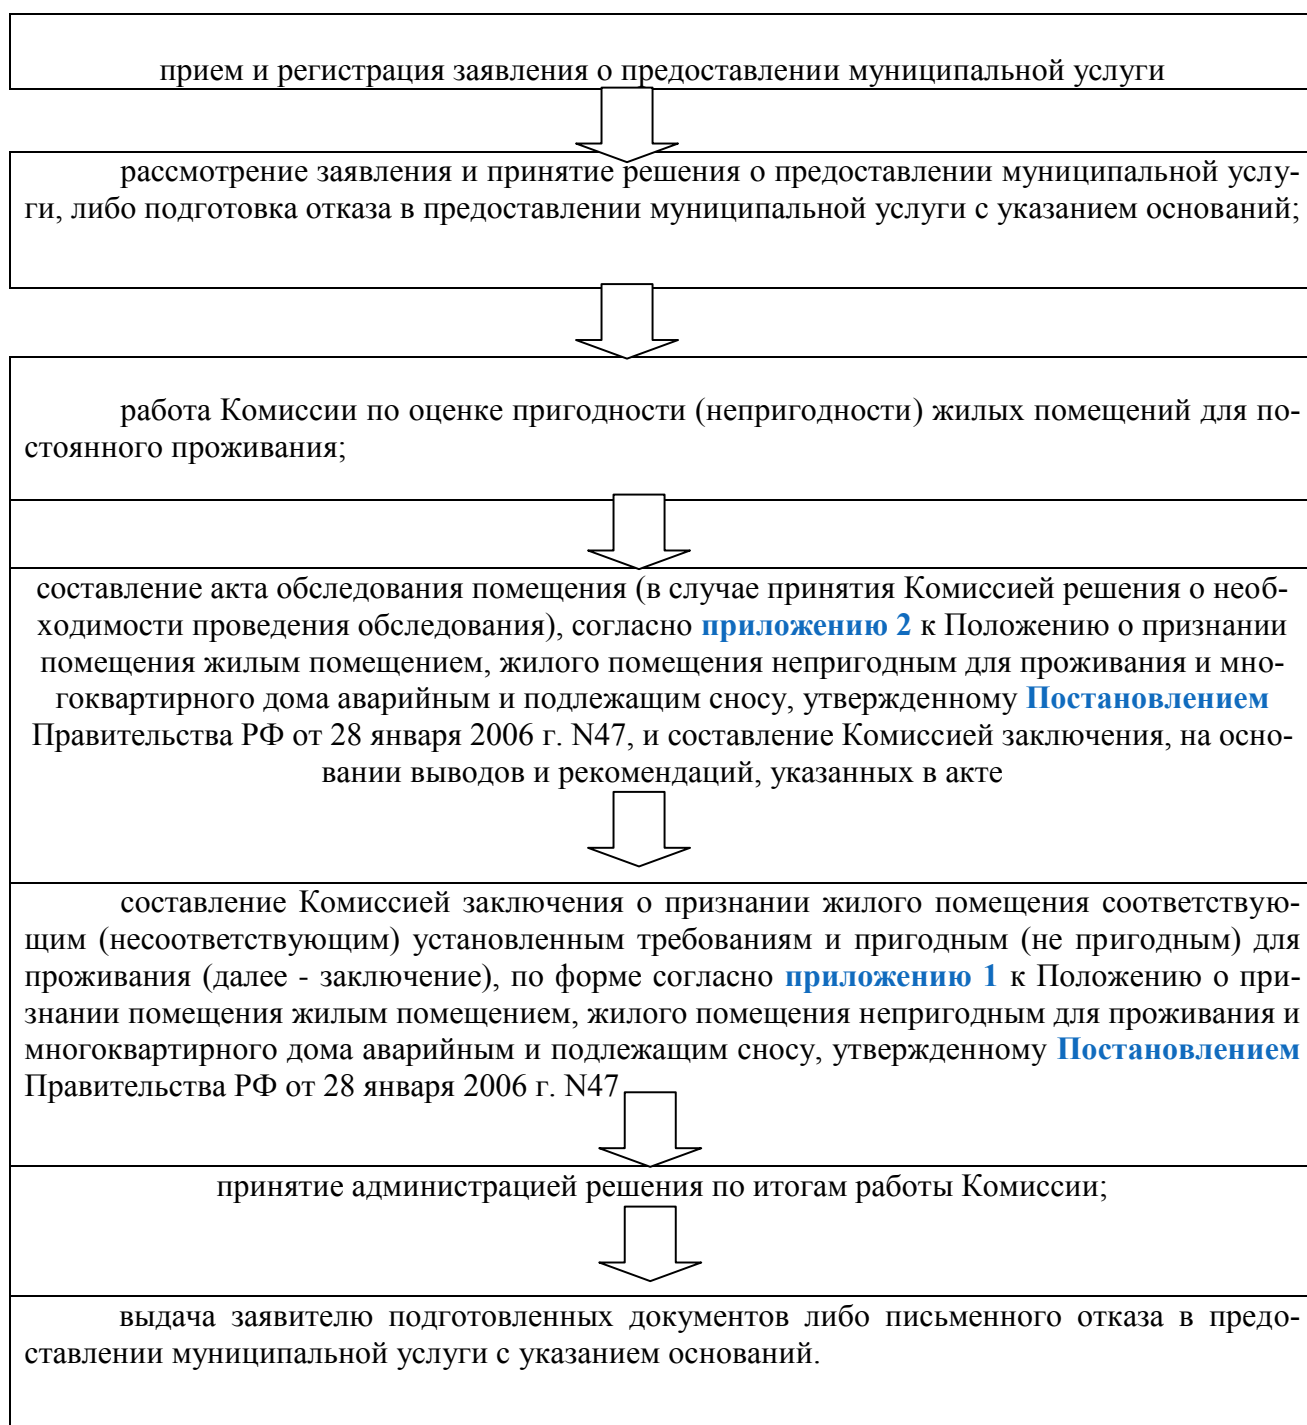 прием и регистрация заявления о предоставлении муниципальной услуги
рассмотрение заявления и принятие решения о предоставлении муниципальной услу-
ги, либо подготовка отказа в предоставлении муниципальной услуги с указанием оснований;
работа Комиссии по оценке пригодности (непригодности) жилых помещений для по-
стоянного проживания;
составление акта обследования помещения (в случае принятия Комиссией решения о необ-
ходимости проведения обследования), согласно приложению 2 к Положению о признании
помещения жилым помещением, жилого помещения непригодным для проживания и мно-
гоквартирного дома аварийным и подлежащим сносу, утвержденному Постановлением
Правительства РФ от 28 января 2006 г. N47, и составление Комиссией заключения, на осно-
вании выводов и рекомендаций, указанных в акте
составление Комиссией заключения о признании жилого помещения соответствую-
щим (несоответствующим) установленным требованиям и пригодным (не пригодным) для
проживания (далее - заключение), по форме согласно приложению 1 к Положению о при-
знании помещения жилым помещением, жилого помещения непригодным для проживания и
многоквартирного дома аварийным и подлежащим сносу, утвержденному Постановлением
Правительства РФ от 28 января 2006 г. N47
принятие администрацией решения по итогам работы Комиссии;
выдача заявителю подготовленных документов либо письменного отказа в предо-
ставлении муниципальной услуги с указанием оснований.